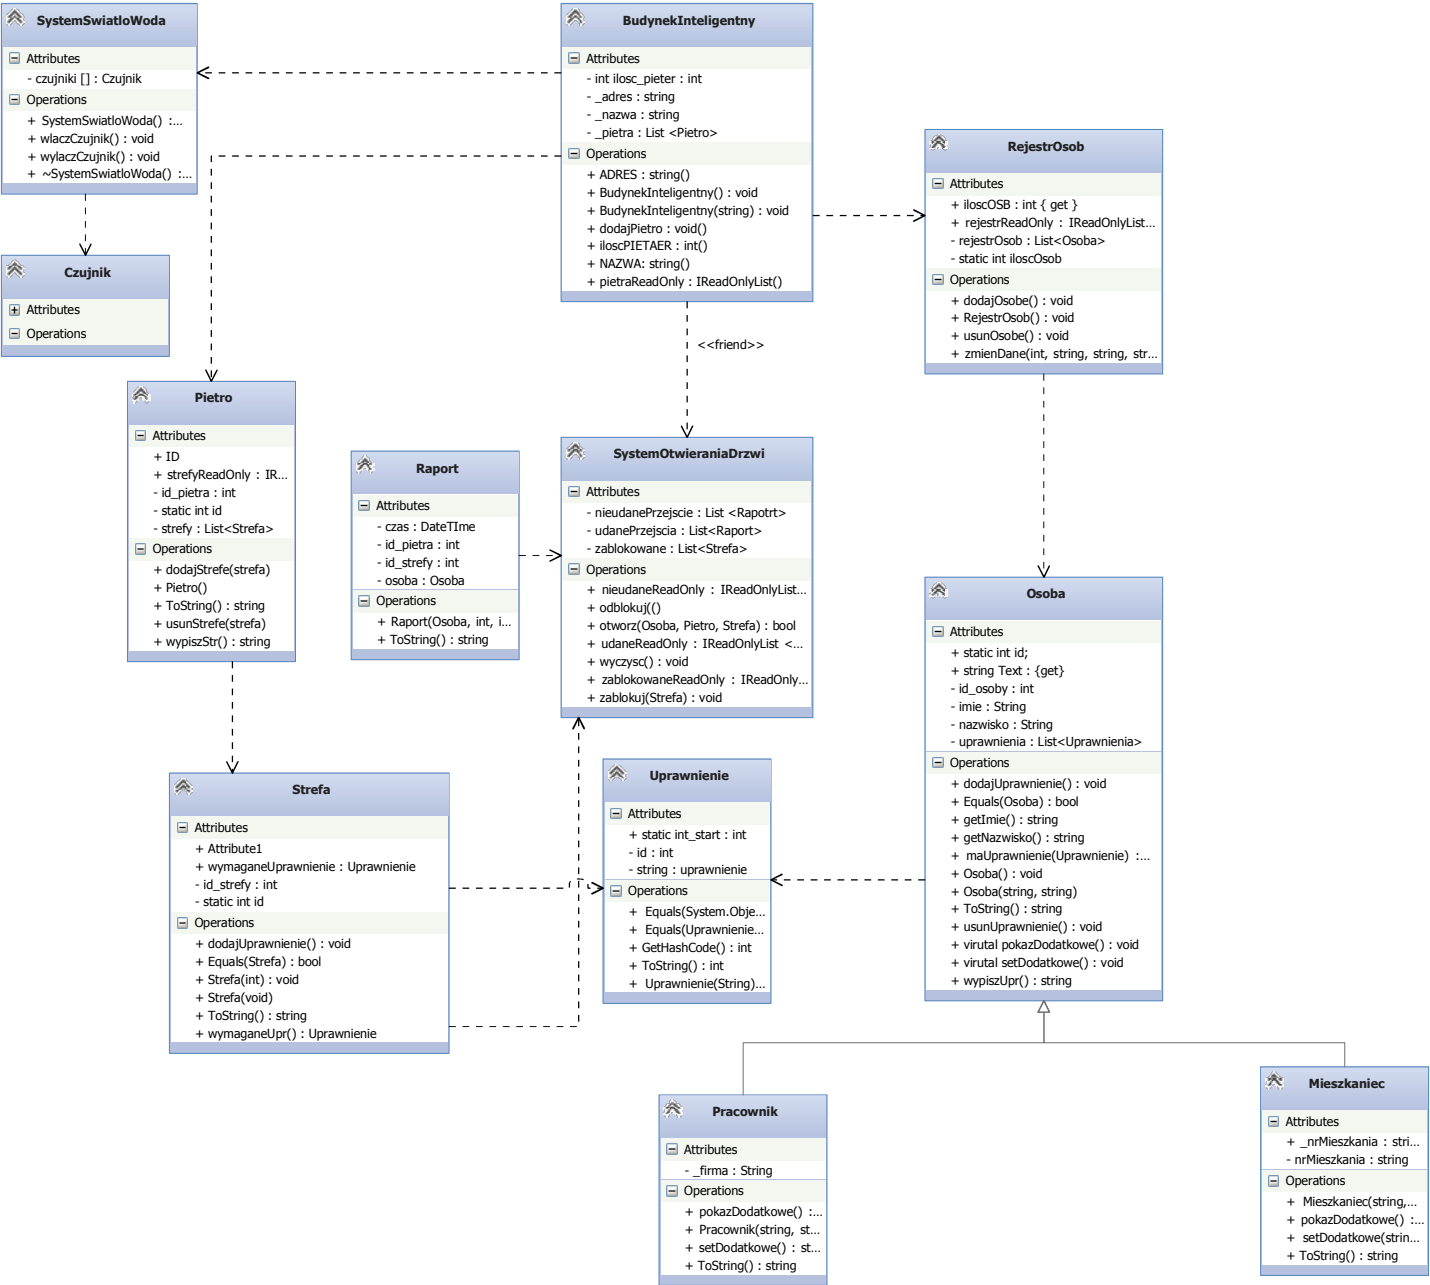 SystemSwiatloWoda
Attributes
- czujniki [] : Czujnik
Operations
+ SystemSwiatloWoda() :...
+ wlaczCzujnik() : void
+ wylaczCzujnik() : void
+ ~SystemSwiatloWoda() :...
BudynekInteligentny
Attributes
- int ilosc_pieter : int
- _adres : string
- _nazwa : string
- _pietra : List <Pietro>
Operations
+ ADRES : string()
+ BudynekInteligentny() : void
+ BudynekInteligentny(string) : void
+ dodajPietro : void()
+ iloscPIETAER : int()
+ NAZWA: string()
+ pietraReadOnly : IReadOnlyList()
RejestrOsob
Attributes
+ iloscOSB : int { get }
+ rejestrReadOnly : IReadOnlyList...
- rejestrOsob : List<Osoba>
- static int iloscOsob
Operations
+ dodajOsobe() : void
+ RejestrOsob() : void
+ usunOsobe() : void
+ zmienDane(int, string, string, str...
Czujnik
Attributes
Operations
<<friend>>
Pietro
Attributes
+ ID
+ strefyReadOnly : IR...
- id_pietra : int
- static int id
- strefy : List<Strefa>
Operations
+ dodajStrefe(strefa)
+ Pietro()
+ ToString() : string
+ usunStrefe(strefa)
+ wypiszStr() : string
Raport
Attributes
- czas : DateTIme
- id_pietra : int
- id_strefy : int
- osoba : Osoba
Operations
+ Raport(Osoba, int, i...
+ ToString() : string
SystemOtwieraniaDrzwi
Attributes
- nieudanePrzejscie : List <Rapotrt>
- udanePrzejscia : List<Raport>
- zablokowane : List<Strefa>
Operations
+ nieudaneReadOnly : IReadOnlyList...
+ odblokuj(()
+ otworz(Osoba, Pietro, Strefa) : bool
+ udaneReadOnly : IReadOnlyList <...
+ wyczysc() : void
+ zablokowaneReadOnly : IReadOnly...
+ zablokuj(Strefa) : void
Osoba
Attributes
+ static int id;
+ string Text : {get}
- id_osoby : int
- imie : String
- nazwisko : String
- uprawnienia : List<Uprawnienia>
Operations
+ dodajUprawnienie() : void
+ Equals(Osoba) : bool
+ getImie() : string
+ getNazwisko() : string
+ maUprawnienie(Uprawnienie) :...
+ Osoba() : void
+ Osoba(string, string)
+ ToString() : string
+ usunUprawnienie() : void
+ virutal pokazDodatkowe() : void
+ virutal setDodatkowe() : void
+ wypiszUpr() : string
Strefa
Attributes
+ Attribute1
+ wymaganeUprawnienie : Uprawnienie
- id_strefy : int
- static int id
Operations
+ dodajUprawnienie() : void
+ Equals(Strefa) : bool
+ Strefa(int) : void
+ Strefa(void)
+ ToString() : string
+ wymaganeUpr() : Uprawnienie
Uprawnienie
Attributes
+ static int_start : int
- id : int
- string : uprawnienie
Operations
+ Equals(System.Obje...
+ Equals(Uprawnienie...
+ GetHashCode() : int
+ ToString() : int
+ Uprawnienie(String)...
Pracownik
Attributes
- _firma : String
Operations
+ pokazDodatkowe() :...
+ Pracownik(string, st...
+ setDodatkowe() : st...
+ ToString() : string
Mieszkaniec
Attributes
+ _nrMieszkania : stri...
- nrMieszkania : string
Operations
+ Mieszkaniec(string,...
+ pokazDodatkowe() :...
+ setDodatkowe(strin...
+ ToString() : string